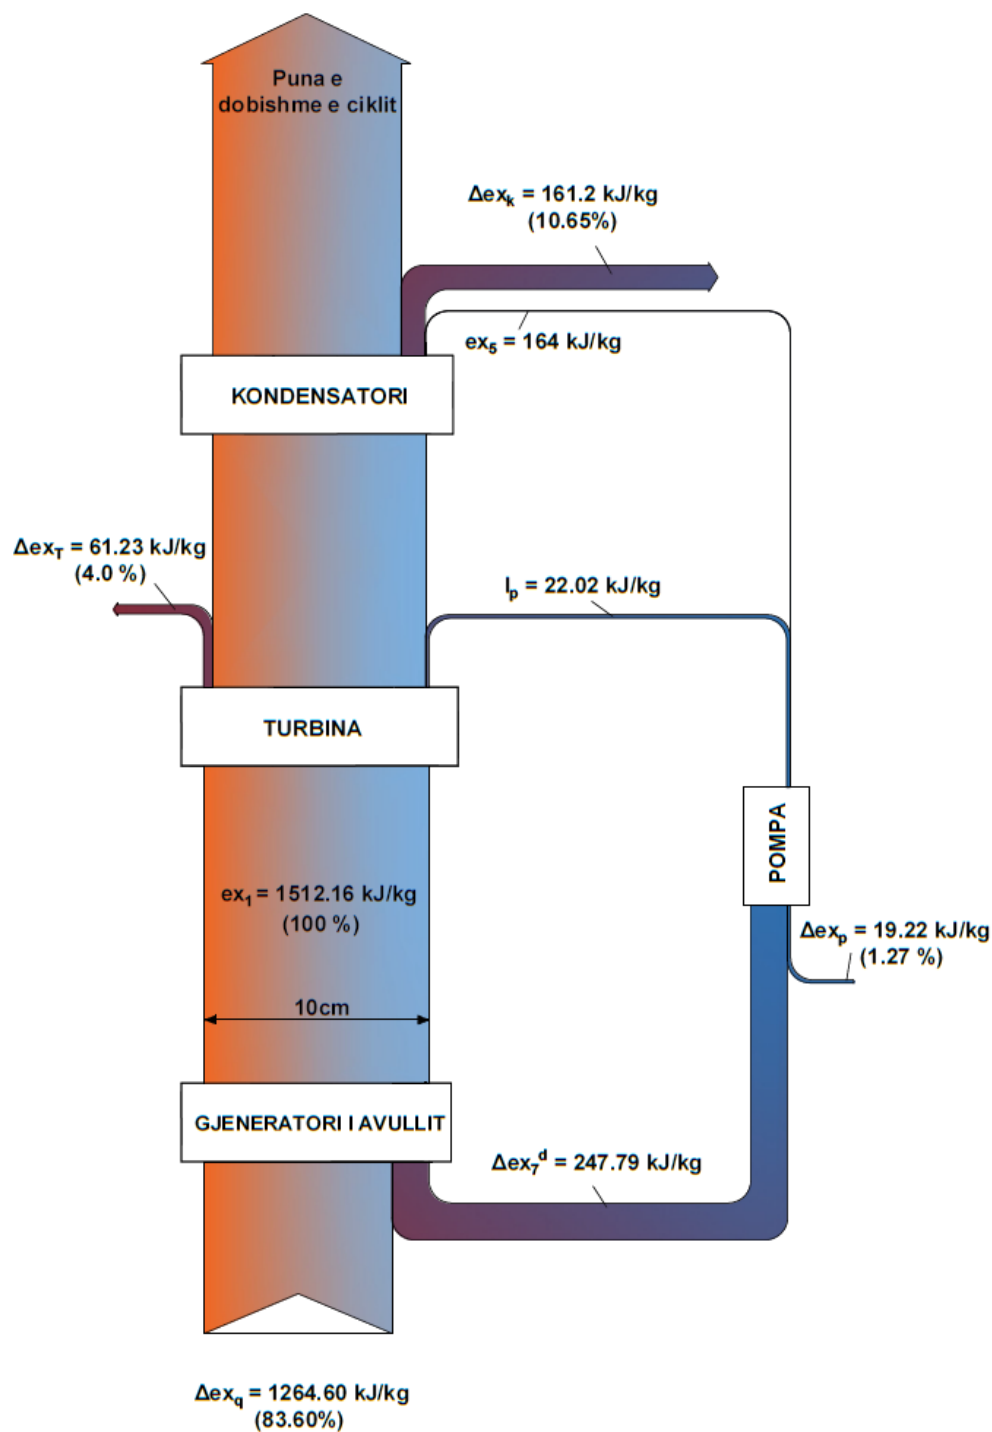 Puna e
dobishme e ciklit
Δexₖ = 161.2 kJ/kg
(10.65%)
ex₅ = 164 kJ/kg
KONDENSATORI
Δex_T = 61.23 kJ/kg
(4.0 %)
lₚ = 22.02 kJ/kg
TURBINA
POMPA
ex₁ = 1512.16 kJ/kg
(100 %)
Δexₚ = 19.22 kJ/kg
(1.27 %)
10cm
GJENERATORI I AVULLIT
Δex₇ᵈ = 247.79 kJ/kg
Δex_q = 1264.60 kJ/kg
(83.60%)